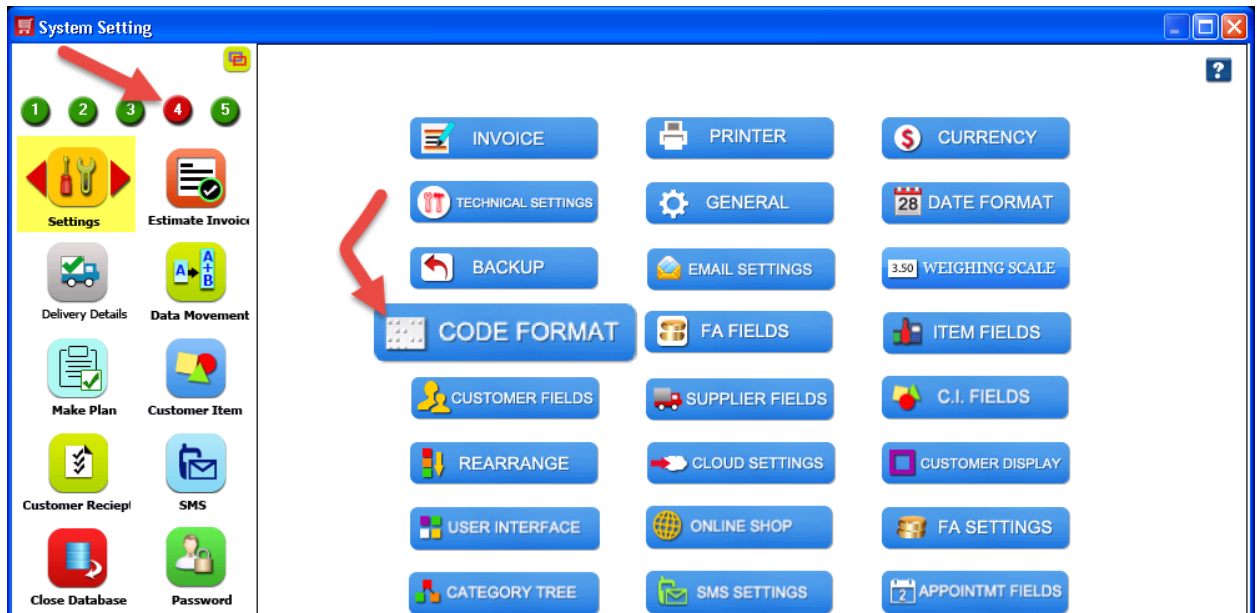 System Setting
?
1 2 3 4 5
Settings
Estimate Invoice
Delivery Details
A A+B
Data Movement
Make Plan
Customer Item
Customer Reciept
SMS
Close Database
Password
INVOICE
PRINTER
$ CURRENCY
TECHNICAL SETTINGS
GENERAL
28 DATE FORMAT
BACKUP
EMAIL SETTINGS
3.50 WEIGHING SCALE
CODE FORMAT
FA FIELDS
ITEM FIELDS
CUSTOMER FIELDS
SUPPLIER FIELDS
C.I. FIELDS
REARRANGE
CLOUD SETTINGS
CUSTOMER DISPLAY
USER INTERFACE
ONLINE SHOP
FA SETTINGS
CATEGORY TREE
SMS SETTINGS
2 APPOINTMT FIELDS